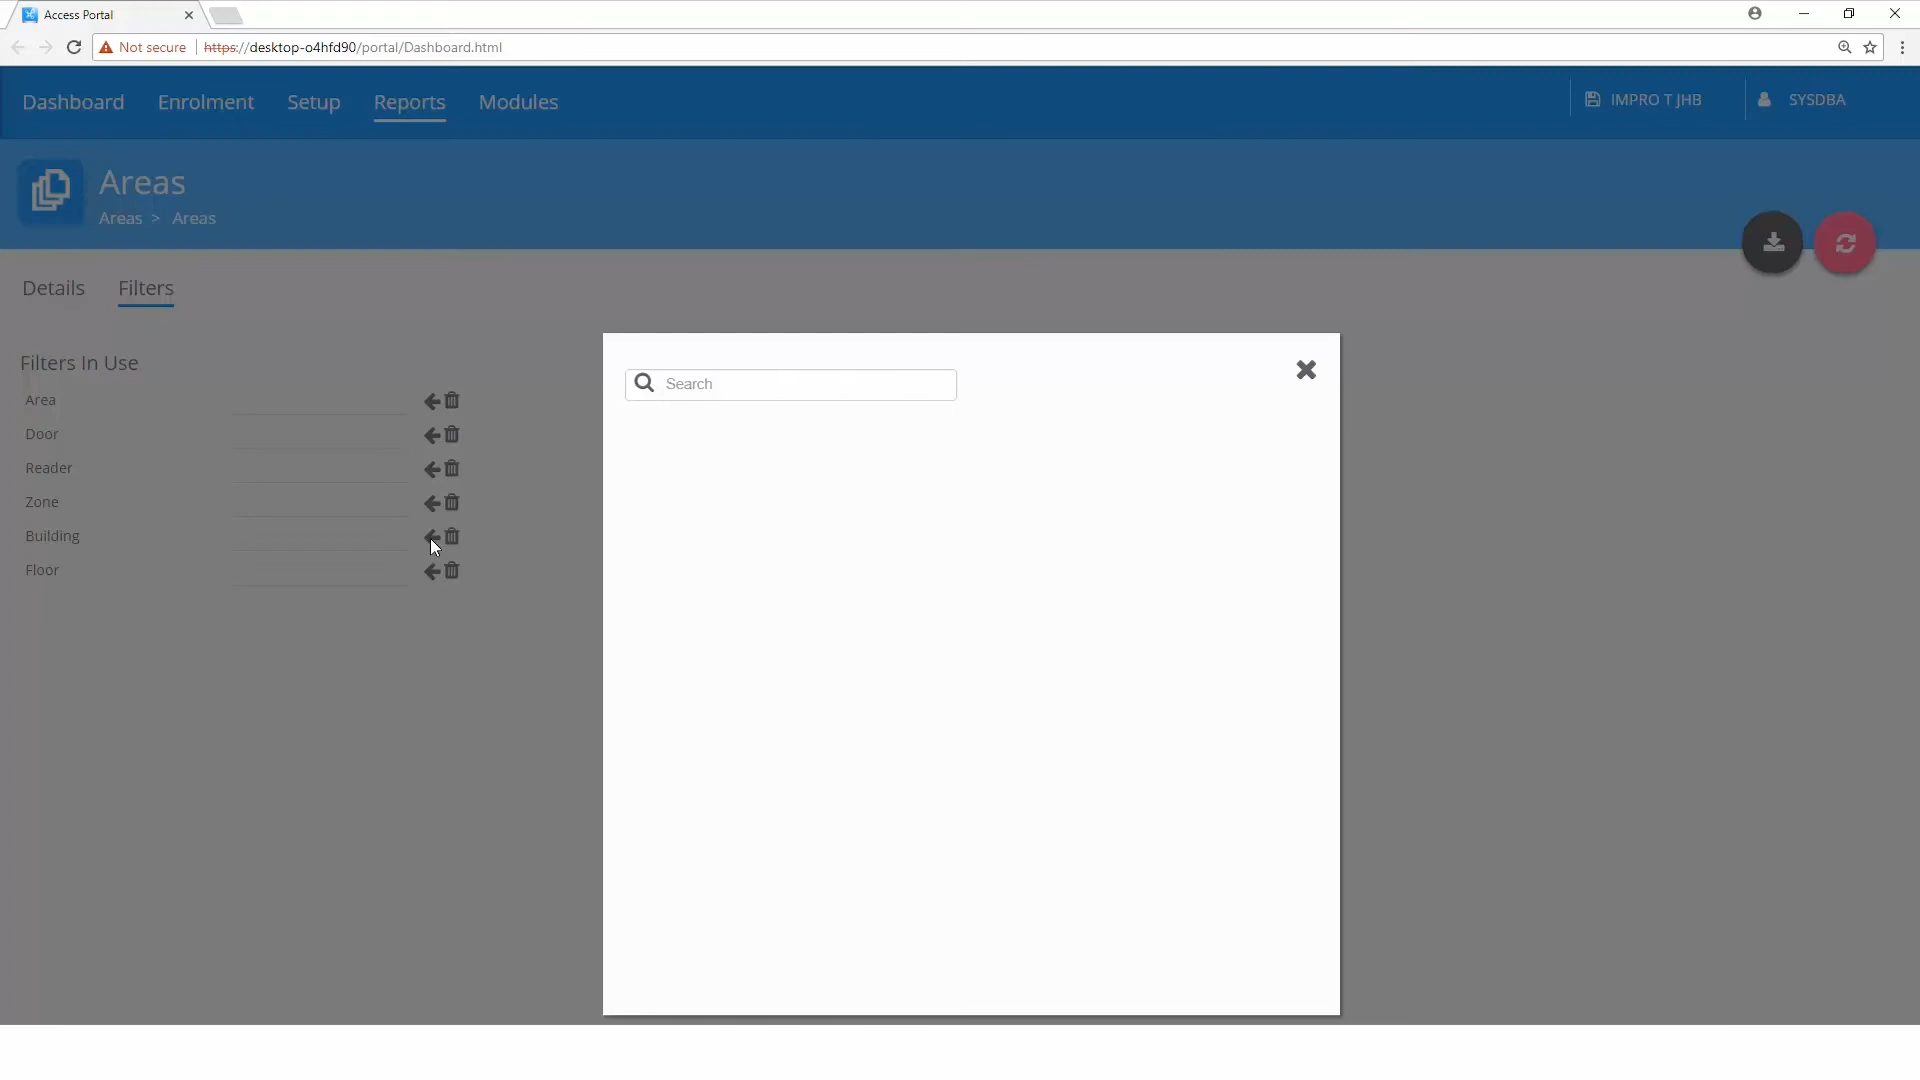 Access Portal
Not secure https://desktop-o4hfd90/portal/Dashboard.html
Dashboard Enrolment Setup Reports Modules IMPRO T JHB SYSDBA
Areas
Areas > Areas
Details Filters
Filters In Use
Area
Door
Reader
Zone
Building
Floor
Search